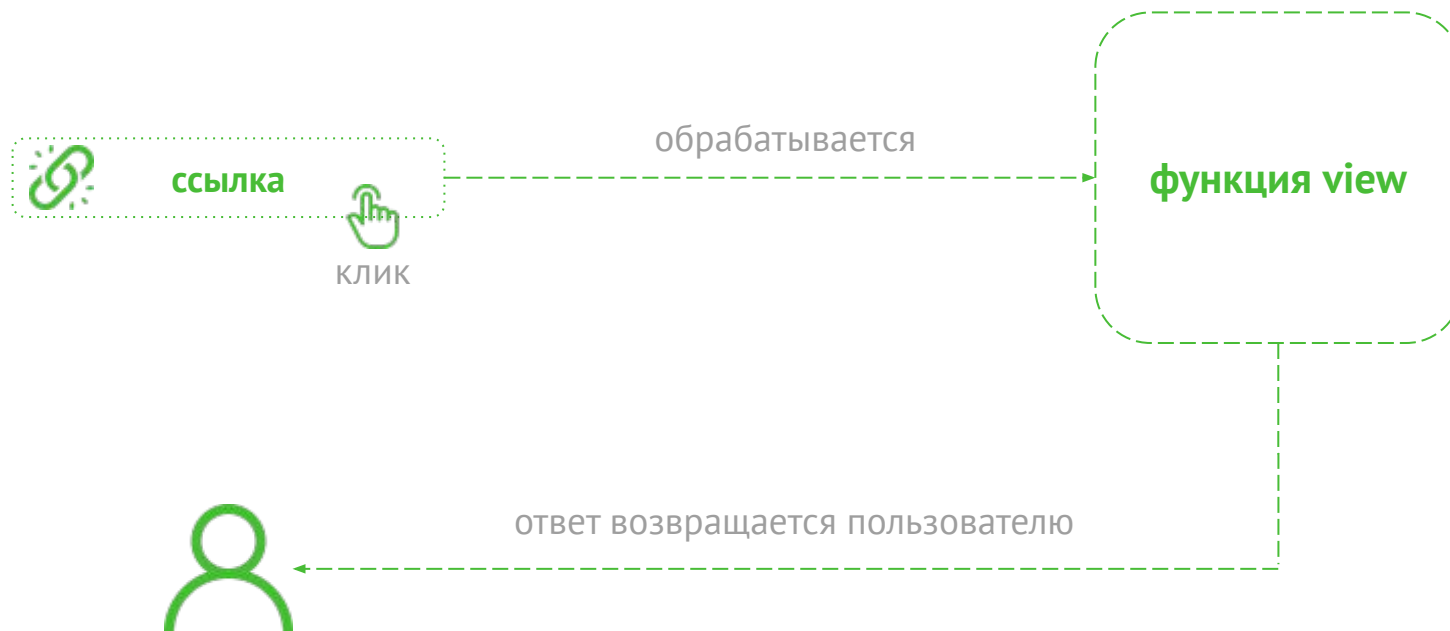 обрабатывается
ссылка
функция view
клик
ответ возвращается пользователю